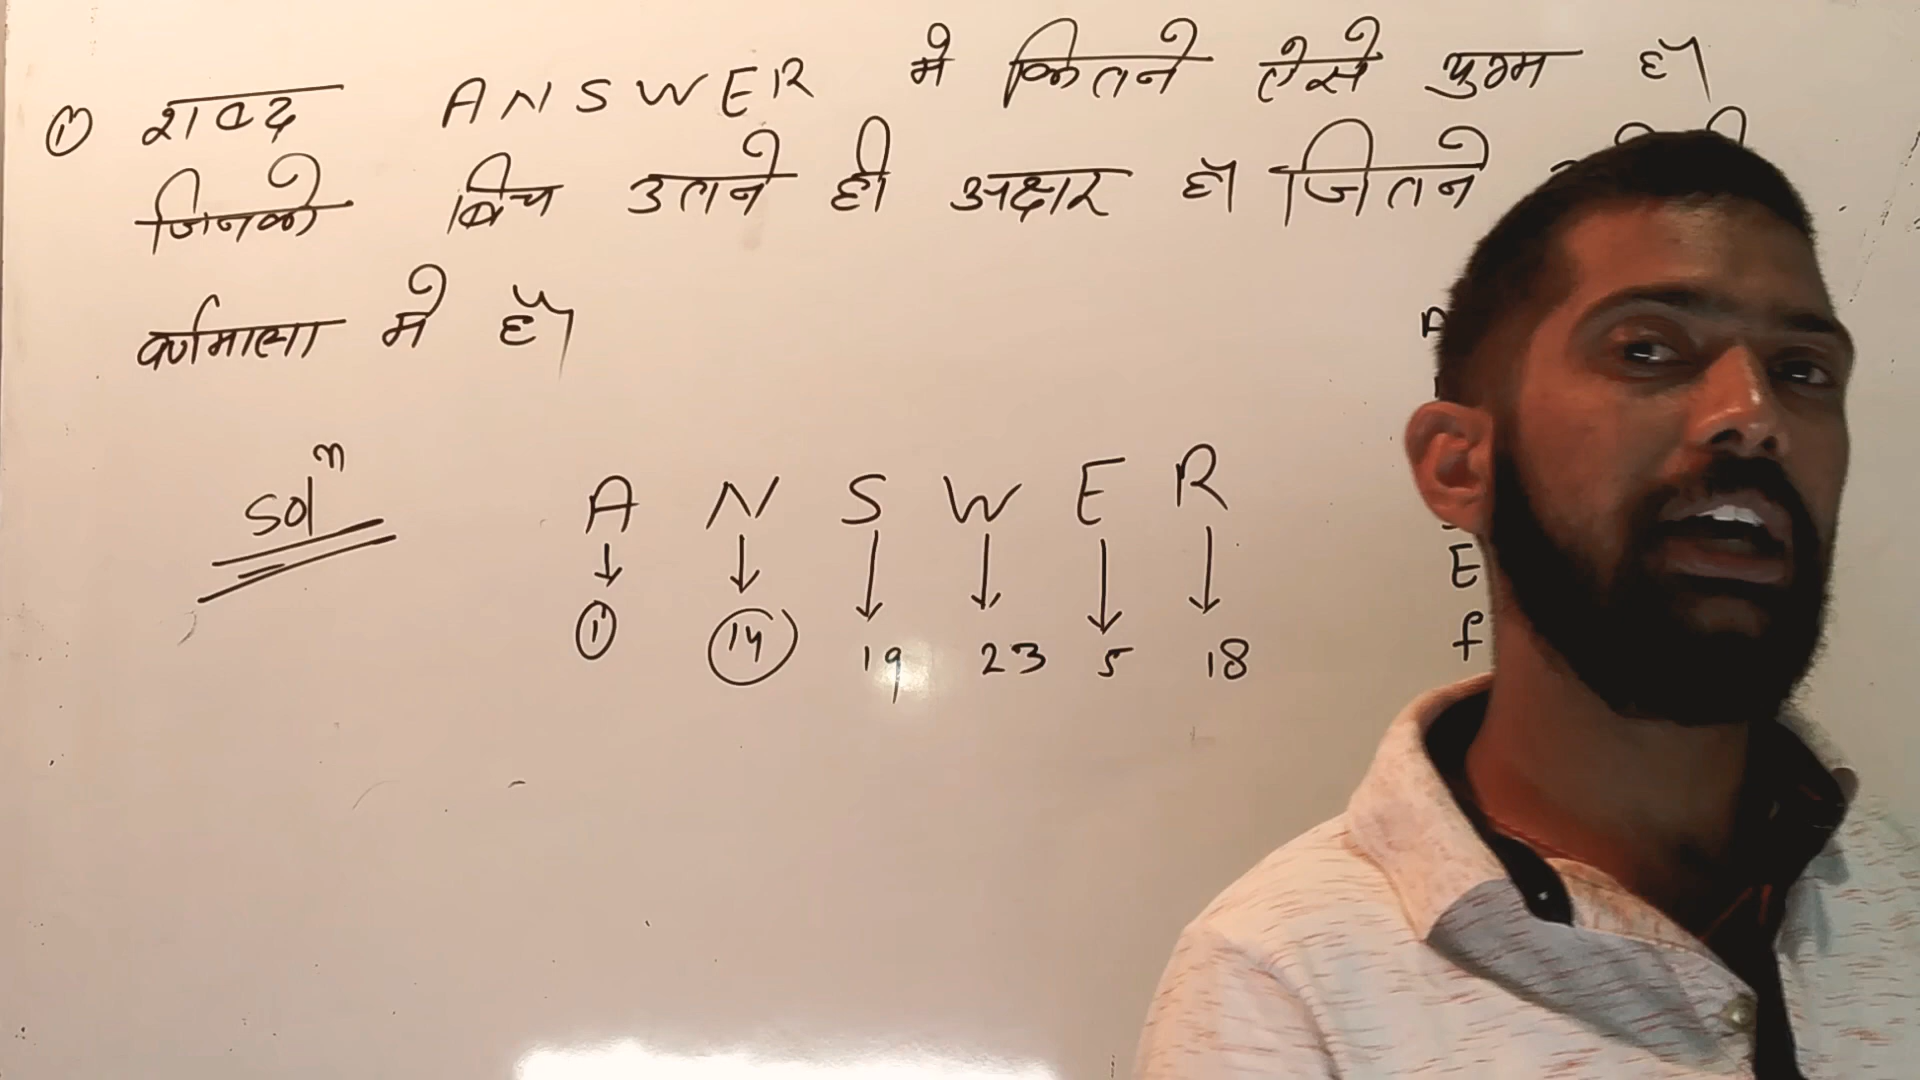 ① शब्द ANSWER मे कितने ऐसे युग्म हैं
जिनके बिच उतने ही अक्षर हैं जितने
वर्णमाला मे हैं
Solⁿ A N S W E R
1 14 19 23 5 18
E
f